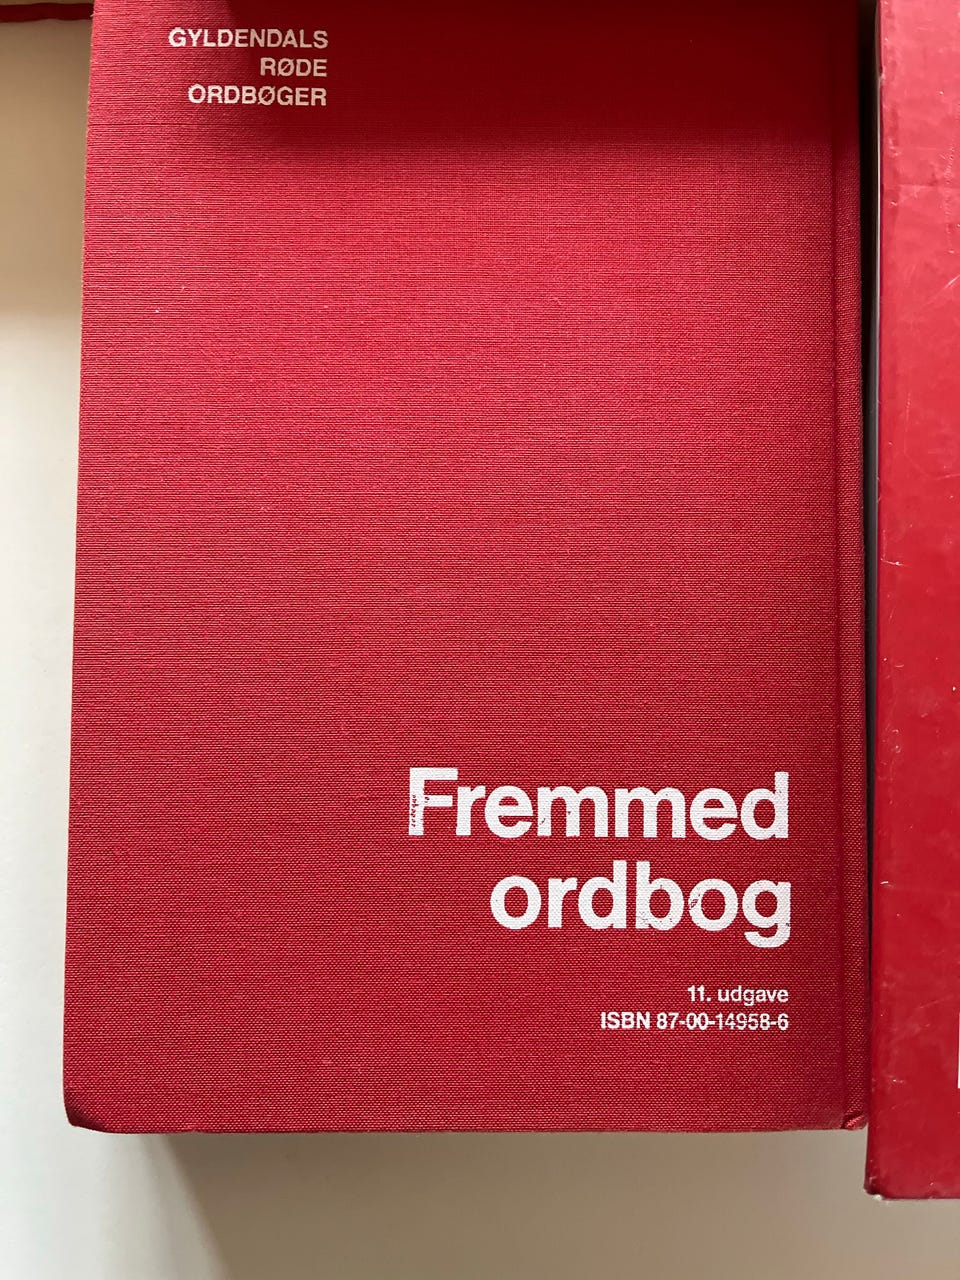 GYLDENDALS
RØDE
ORDBØGER
Fremmed
ordbog
11. udgave
ISBN 87-00-14958-6